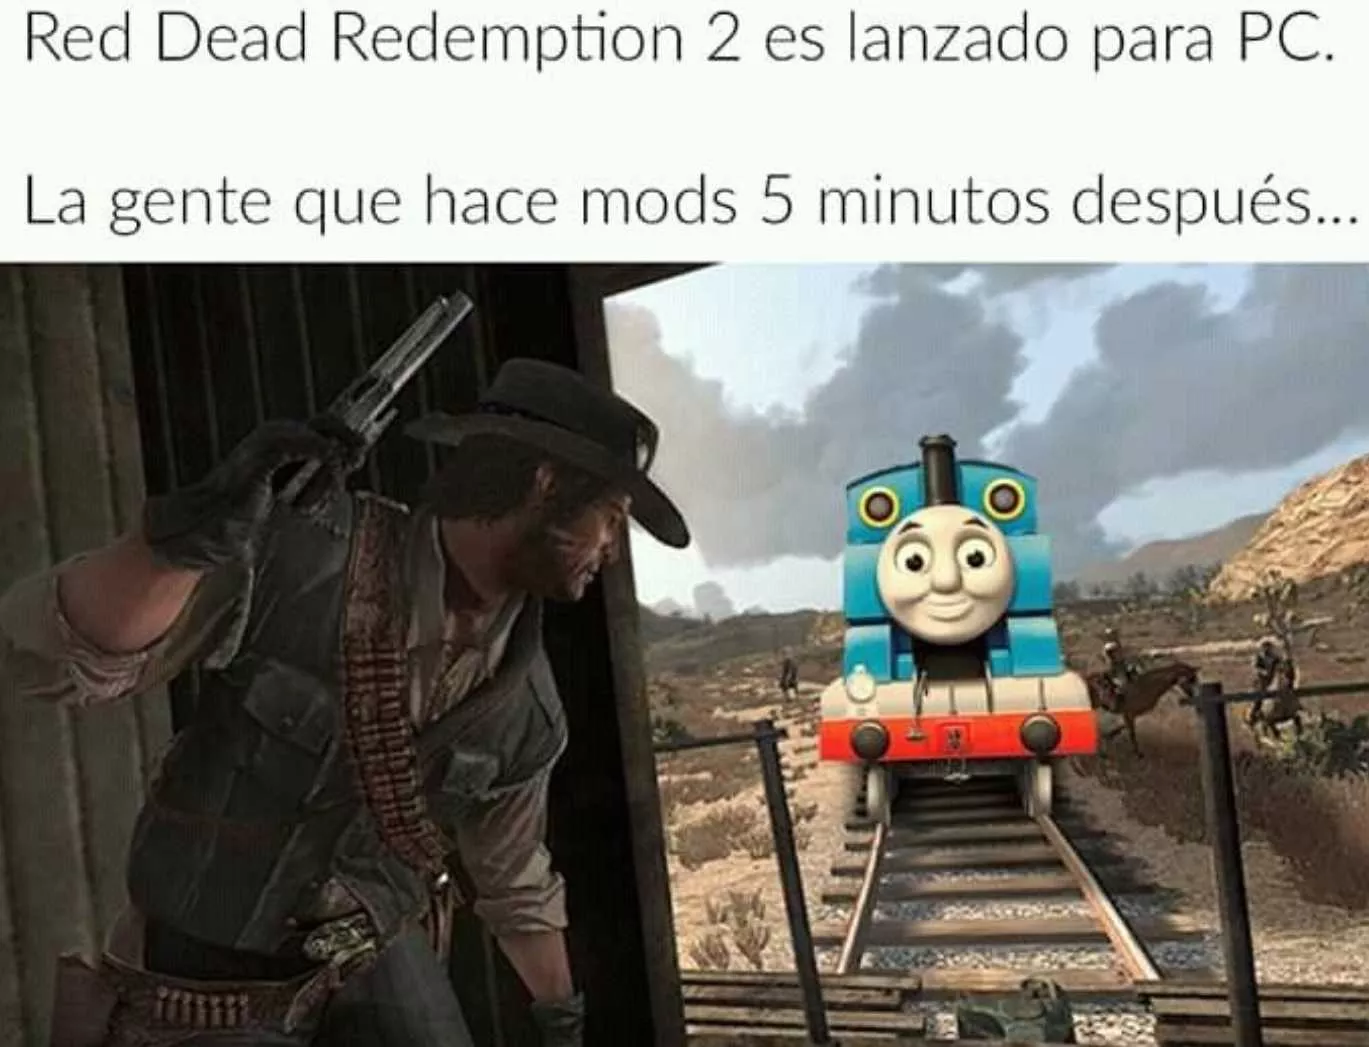 Red Dead Redemption 2 es lanzado para PC.
La gente que hace mods 5 minutos después...